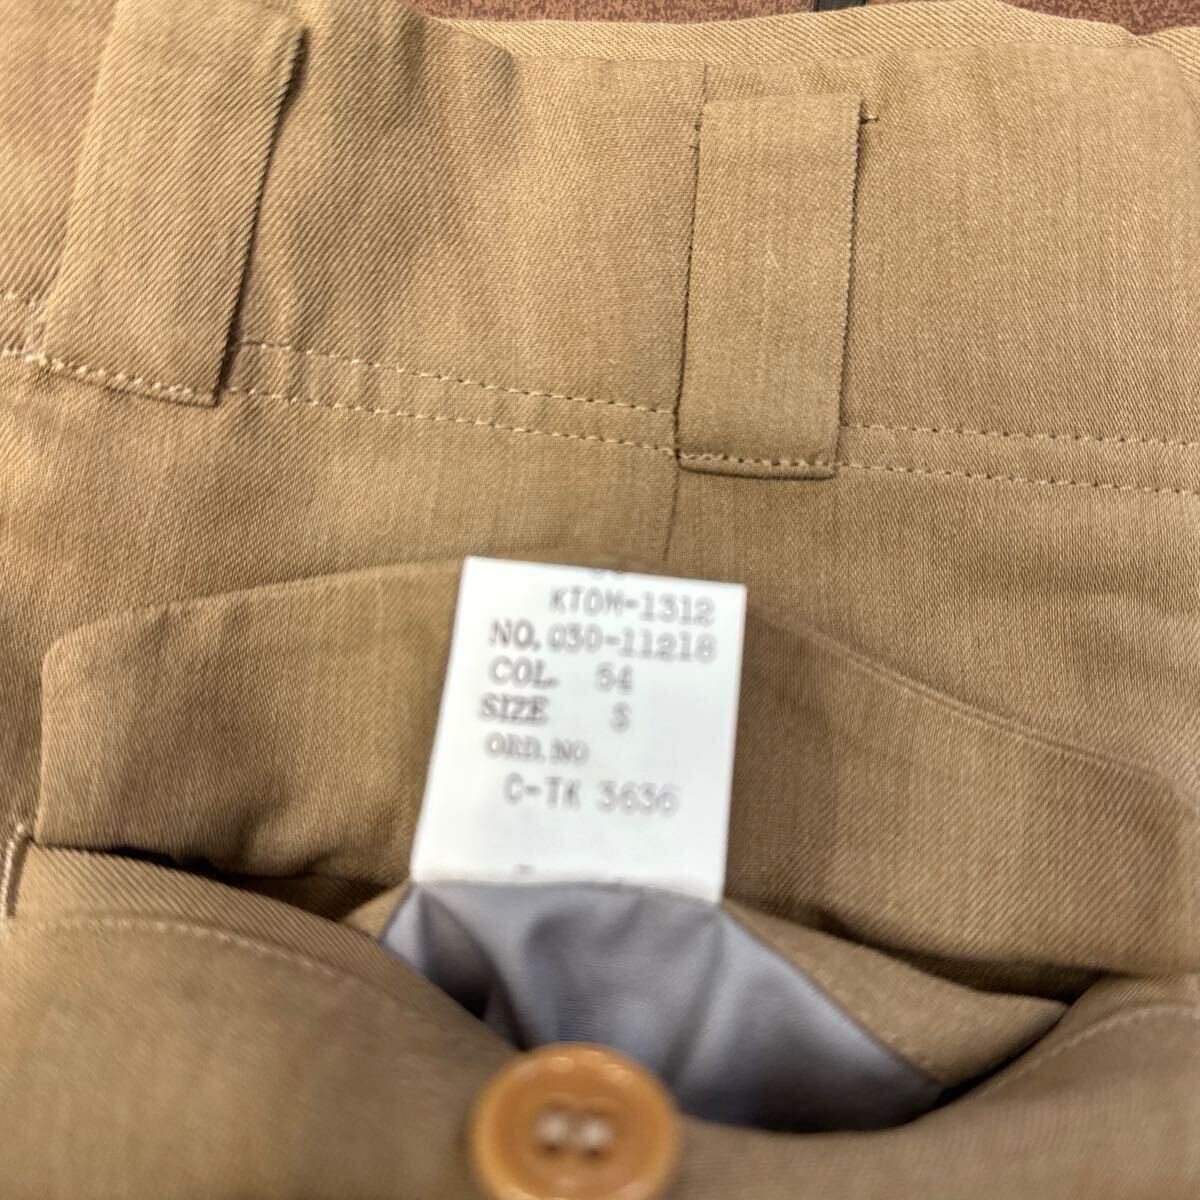 KTOM-1312
NO. 030-11218
COL. 54
SIZE S
ORD. NO
C-TK 3636